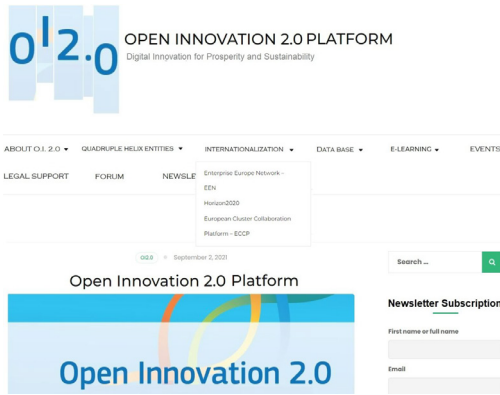 OI2.0
OPEN INNOVATION 2.0 PLATFORM
Digital Innovation for Prosperity and Sustainability
ABOUT O.I. 2.0 QUADRUPLE HELIX ENTITIES INTERNATIONALIZATION DATA BASE E-LEARNING EVENTS
LEGAL SUPPORT FORUM NEWSLE
Enterprise Europe Network –
EEN
Horizon2020
European Cluster Collaboration
Platform – ECCP
OI2.0 September 2, 2021
Open Innovation 2.0 Platform
Open Innovation 2.0
Search ...
Newsletter Subscription
First name or full name
Email